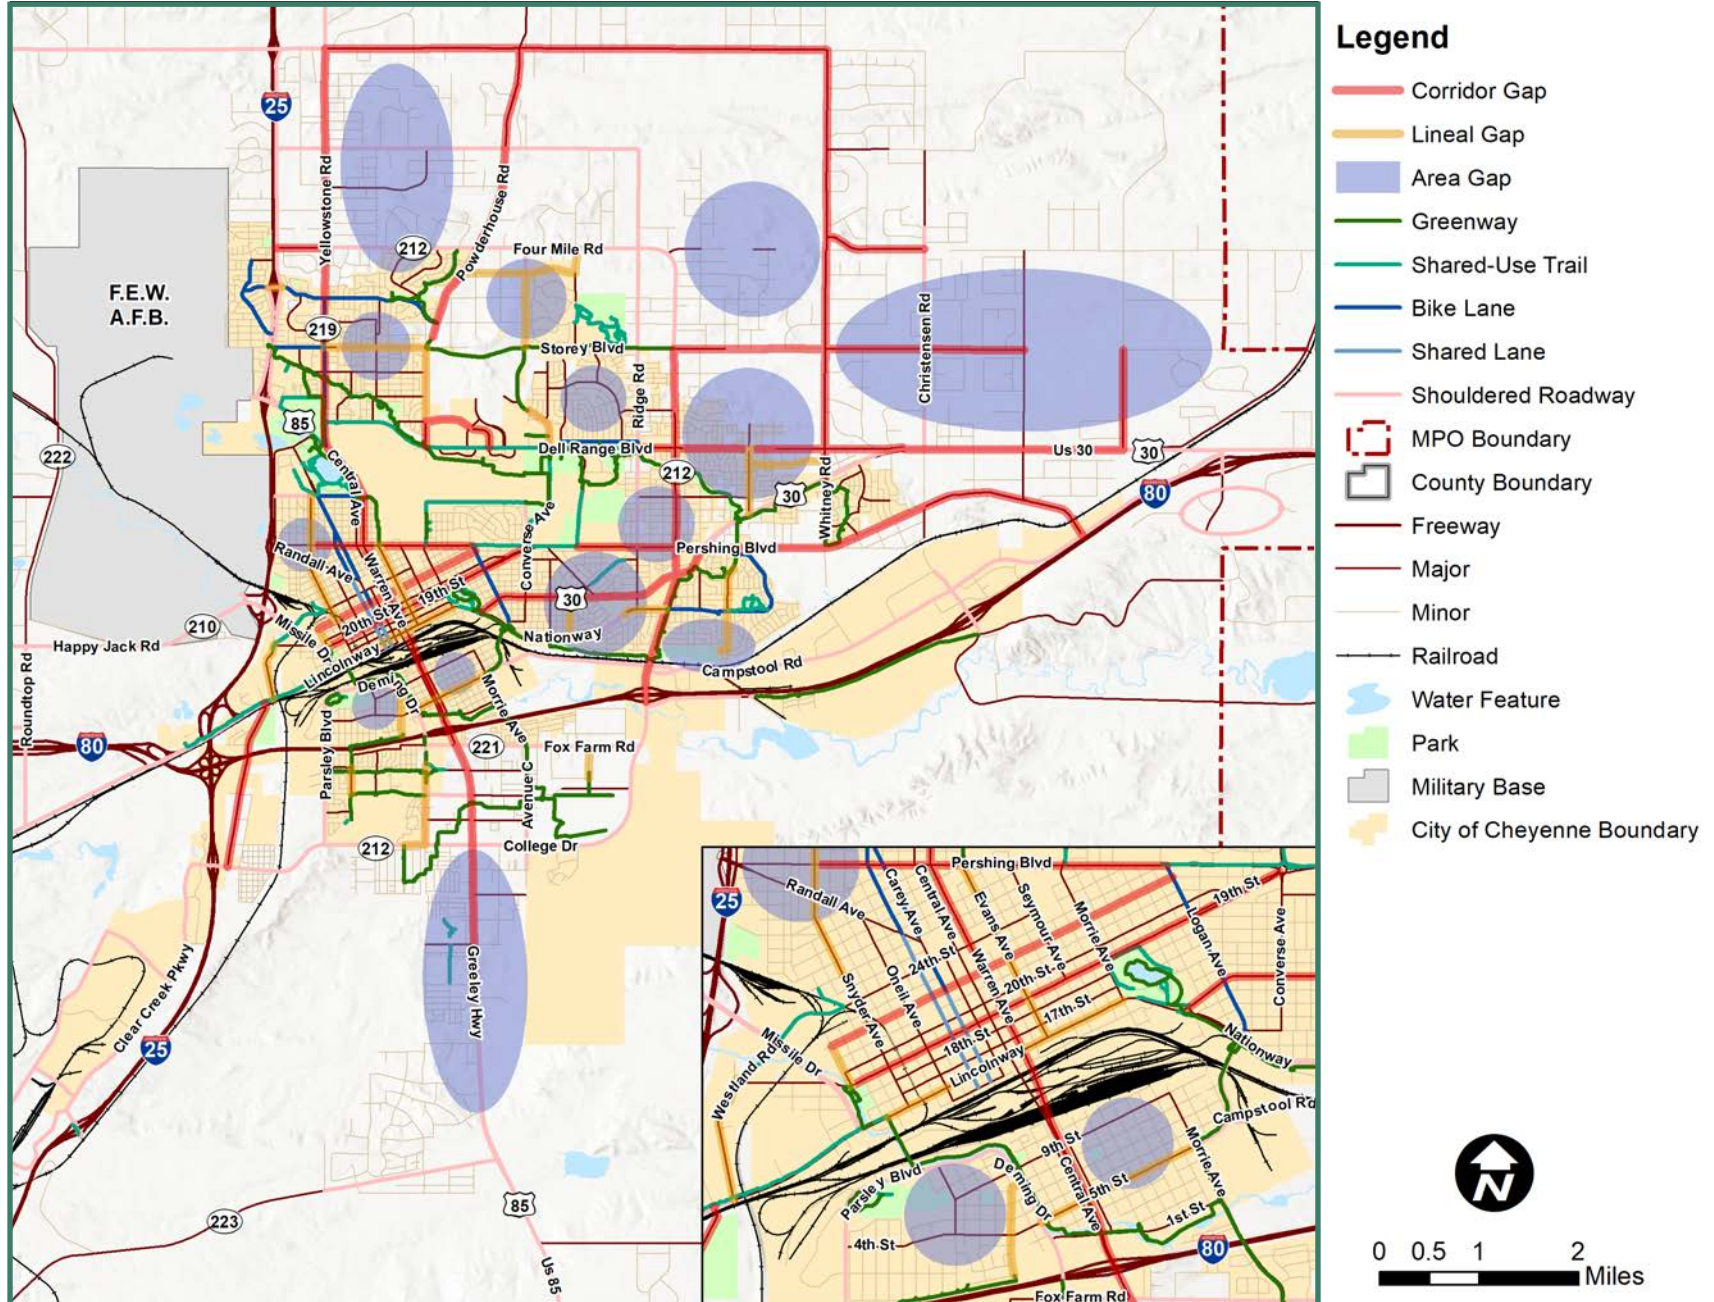 Legend
Corridor Gap
Lineal Gap
Area Gap
Greenway
Shared-Use Trail
Bike Lane
Shared Lane
Shouldered Roadway
MPO Boundary
County Boundary
Freeway
Major
Minor
Railroad
Water Feature
Park
Military Base
City of Cheyenne Boundary
N
0 0.5 1 2
Miles
25
Yellowstone Rd
Powderhouse Rd
212
Four Mile Rd
F.E.W.
A.F.B.
219
Storey Blvd
Ridge Rd
Christensen Rd
85
222
Central Ave
Dell Range Blvd
212
Us 30
30
30
80
Whitney Rd
Converse Ave
Pershing Blvd
Randall Ave
Warren Ave
19th St
20th St
30
210
Missile Dr
Happy Jack Rd
Nationway
Lincolnway
Campstool Rd
Deming Dr
Morrie Ave
Roundtop Rd
80
Parsley Blvd
221
Fox Farm Rd
Avenue C
212
College Dr
Greeley Hwy
Clear Creek Pkwy
25
85
223
Us 85
Pershing Blvd
25
Randall Ave
Carey Ave
Central Ave
Evans Ave
Seymour Ave
Morrie Ave
Logan Ave
19th St
Converse Ave
24th St
20th St
Snyder Ave
Oneil Ave
Warren Ave
17th St
18th St
Missile Dr
Westland Rd
Lincolnway
Nationway
Campstool Rd
9th St
Parsley Blvd
Deming Dr
Central Ave
5th St
Morrie Ave
1st St
4th St
80
Fox Farm Rd